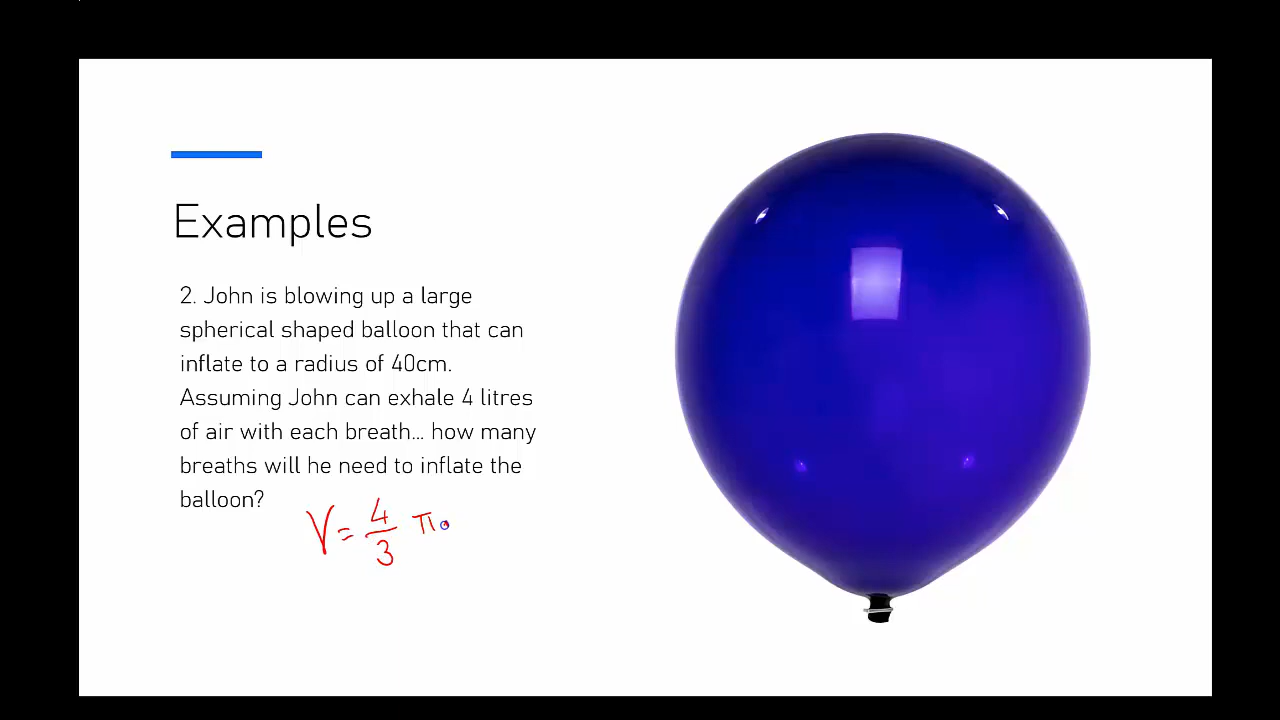 Examples
2. John is blowing up a large
spherical shaped balloon that can
inflate to a radius of 40cm.
Assuming John can exhale 4 litres
of air with each breath... how many
breaths will he need to inflate the
balloon?
V = 4/3 π